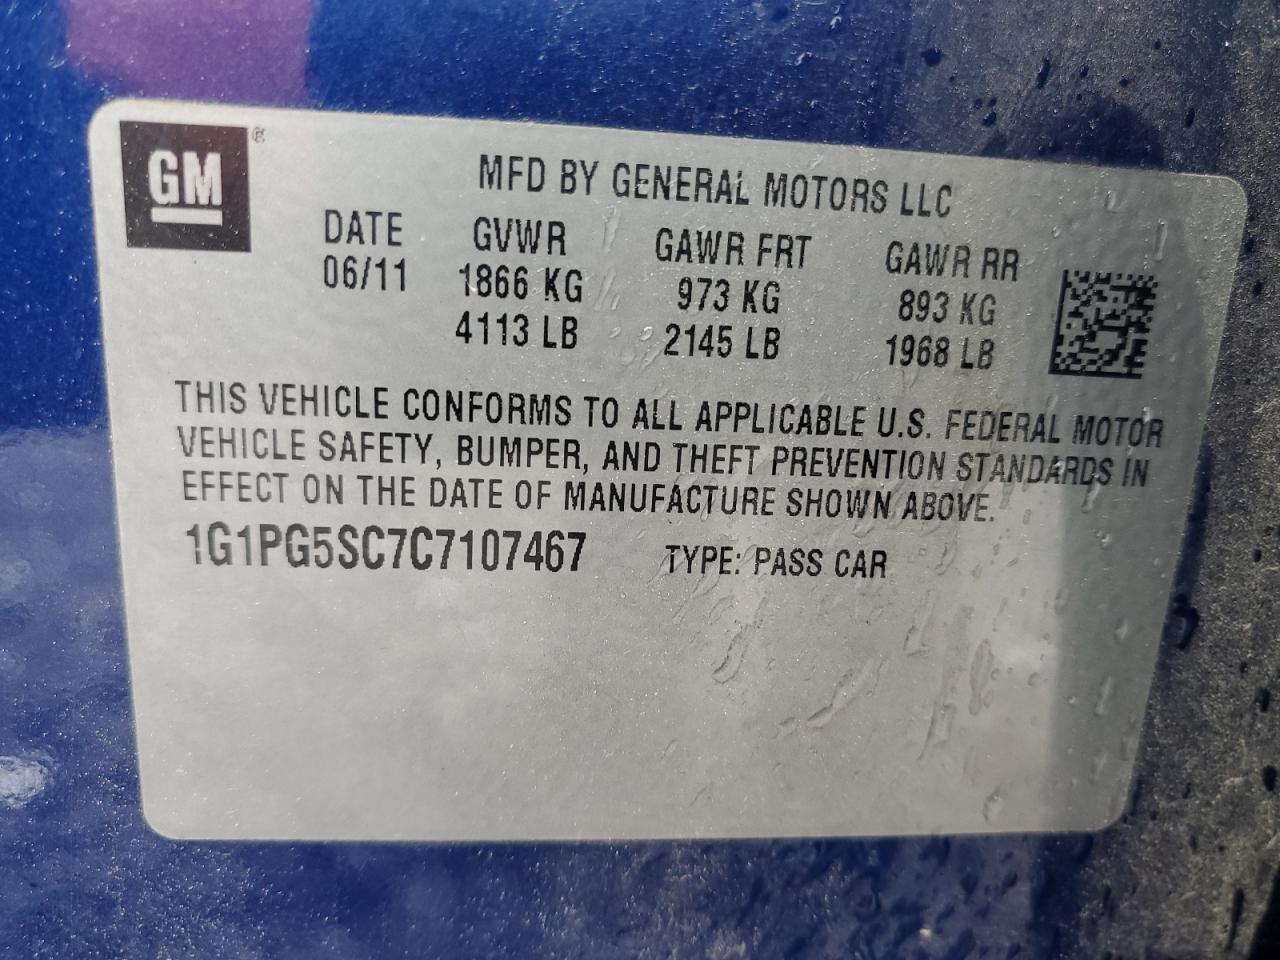 GM ®
MFD BY GENERAL MOTORS LLC
DATE GVWR GAWR FRT GAWR RR
06/11 1866 KG 973 KG 893 KG
4113 LB 2145 LB 1968 LB
THIS VEHICLE CONFORMS TO ALL APPLICABLE U.S. FEDERAL MOTOR
VEHICLE SAFETY, BUMPER, AND THEFT PREVENTION STANDARDS IN
EFFECT ON THE DATE OF MANUFACTURE SHOWN ABOVE.
1G1PG5SC7C7107467 TYPE: PASS CAR